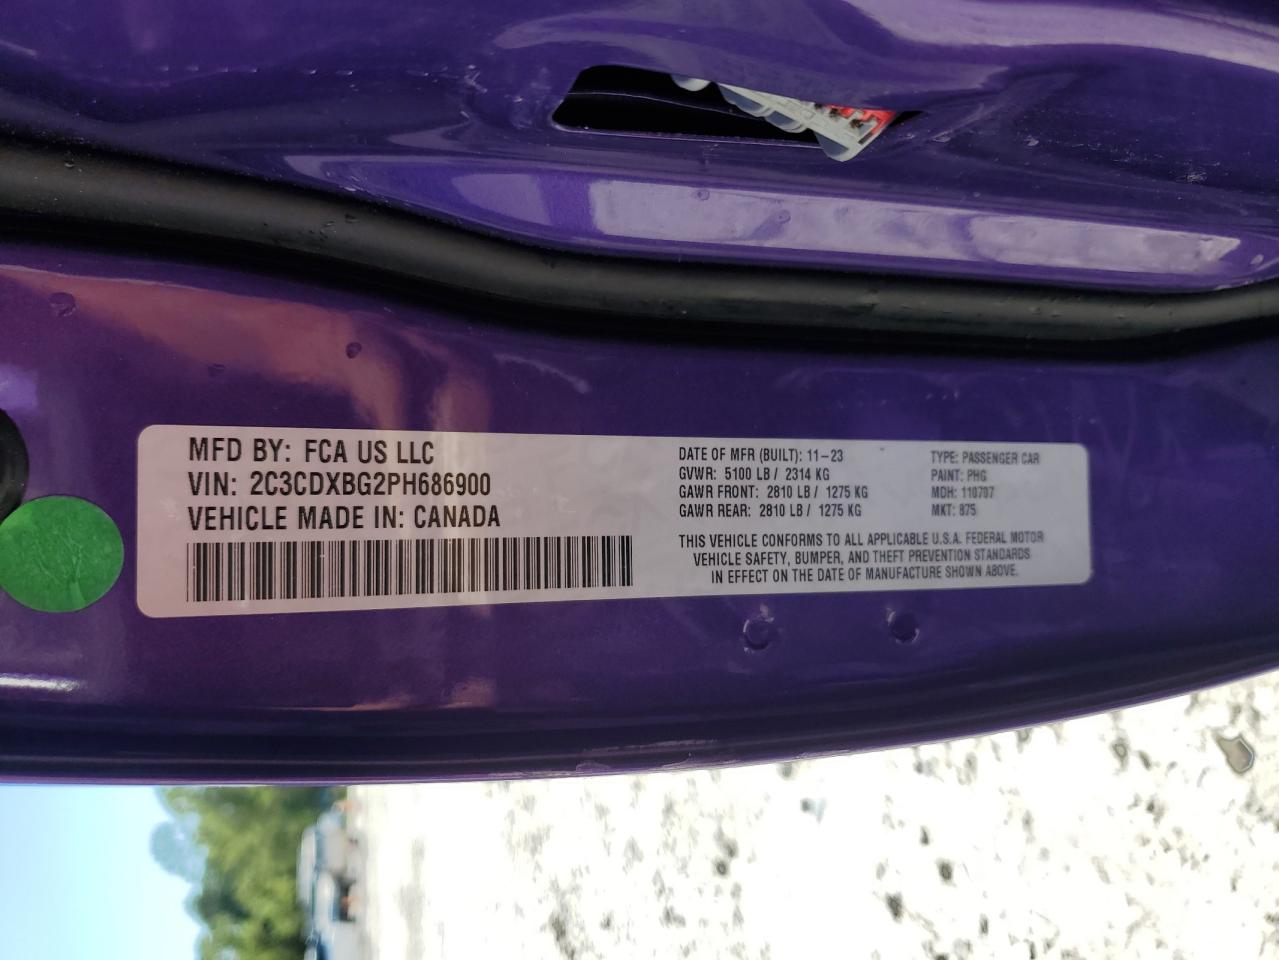 MFD BY: FCA US LLC
VIN: 2C3CDXBG2PH686900
VEHICLE MADE IN: CANADA
DATE OF MFR (BUILT): 11-23
GVWR: 5100 LB / 2314 KG
GAWR FRONT: 2810 LB / 1275 KG
GAWR REAR: 2810 LB / 1275 KG
TYPE: PASSENGER CAR
PAINT: PHG
MDH: 110707
MKT: 875
THIS VEHICLE CONFORMS TO ALL APPLICABLE U.S.A. FEDERAL MOTOR
VEHICLE SAFETY, BUMPER, AND THEFT PREVENTION STANDARDS
IN EFFECT ON THE DATE OF MANUFACTURE SHOWN ABOVE.